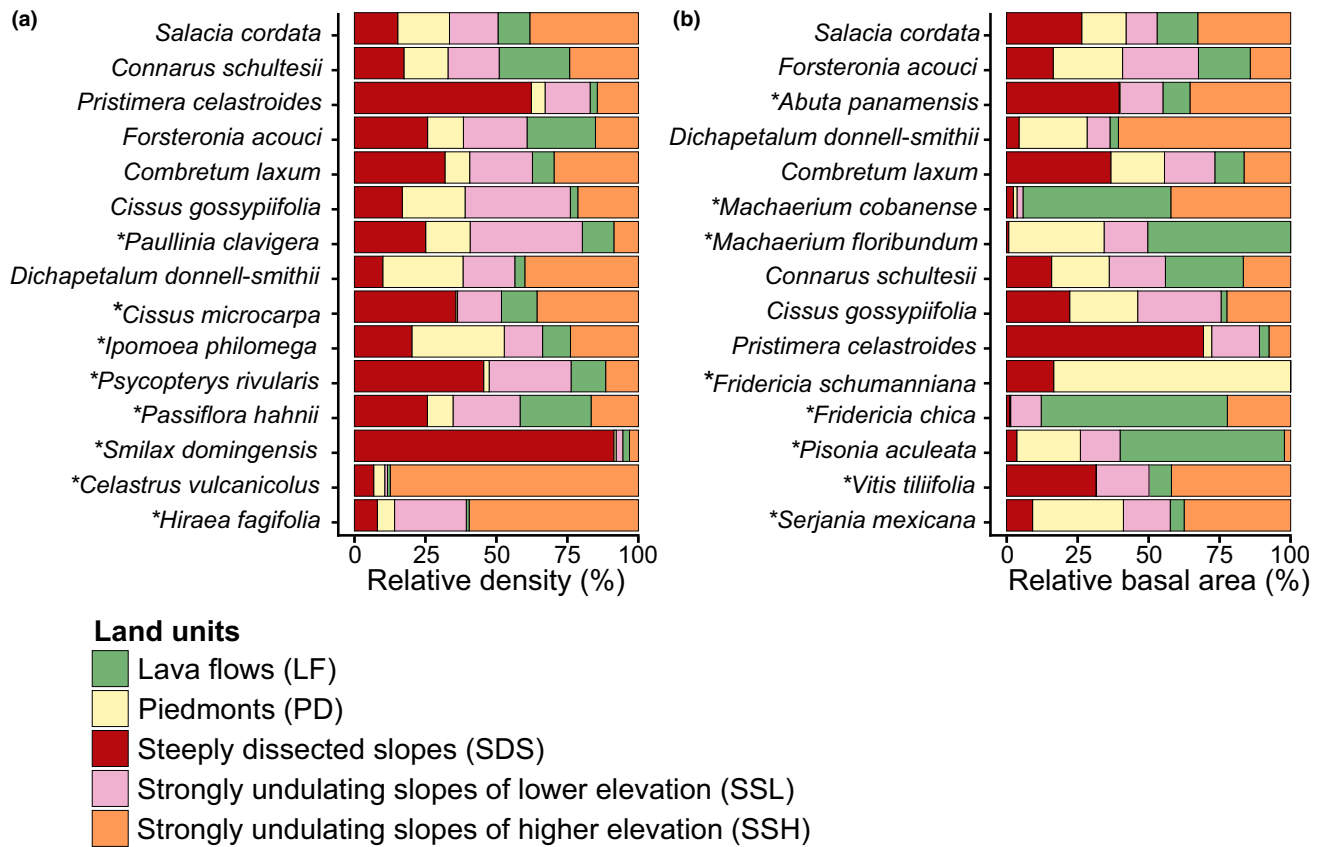 (a)
Salacia cordata
Connarus schultesii
Pristimera celastroides
Forsteronia acouci
Combretum laxum
Cissus gossypiifolia
*Paullinia clavigera
Dichapetalum donnell-smithii
*Cissus microcarpa
*Ipomoea philomega
*Psycopterys rivularis
*Passiflora hahnii
*Smilax domingensis
*Celastrus vulcanicolus
*Hiraea fagifolia
0 25 50 75 100
Relative density (%)
(b)
Salacia cordata
Forsteronia acouci
*Abuta panamensis
Dichapetalum donnell-smithii
Combretum laxum
*Machaerium cobanense
*Machaerium floribundum
Connarus schultesii
Cissus gossypiifolia
Pristimera celastroides
*Fridericia schumanniana
*Fridericia chica
*Pisonia aculeata
*Vitis tiliifolia
*Serjania mexicana
0 25 50 75 100
Relative basal area (%)
Land units
Lava flows (LF)
Piedmonts (PD)
Steeply dissected slopes (SDS)
Strongly undulating slopes of lower elevation (SSL)
Strongly undulating slopes of higher elevation (SSH)